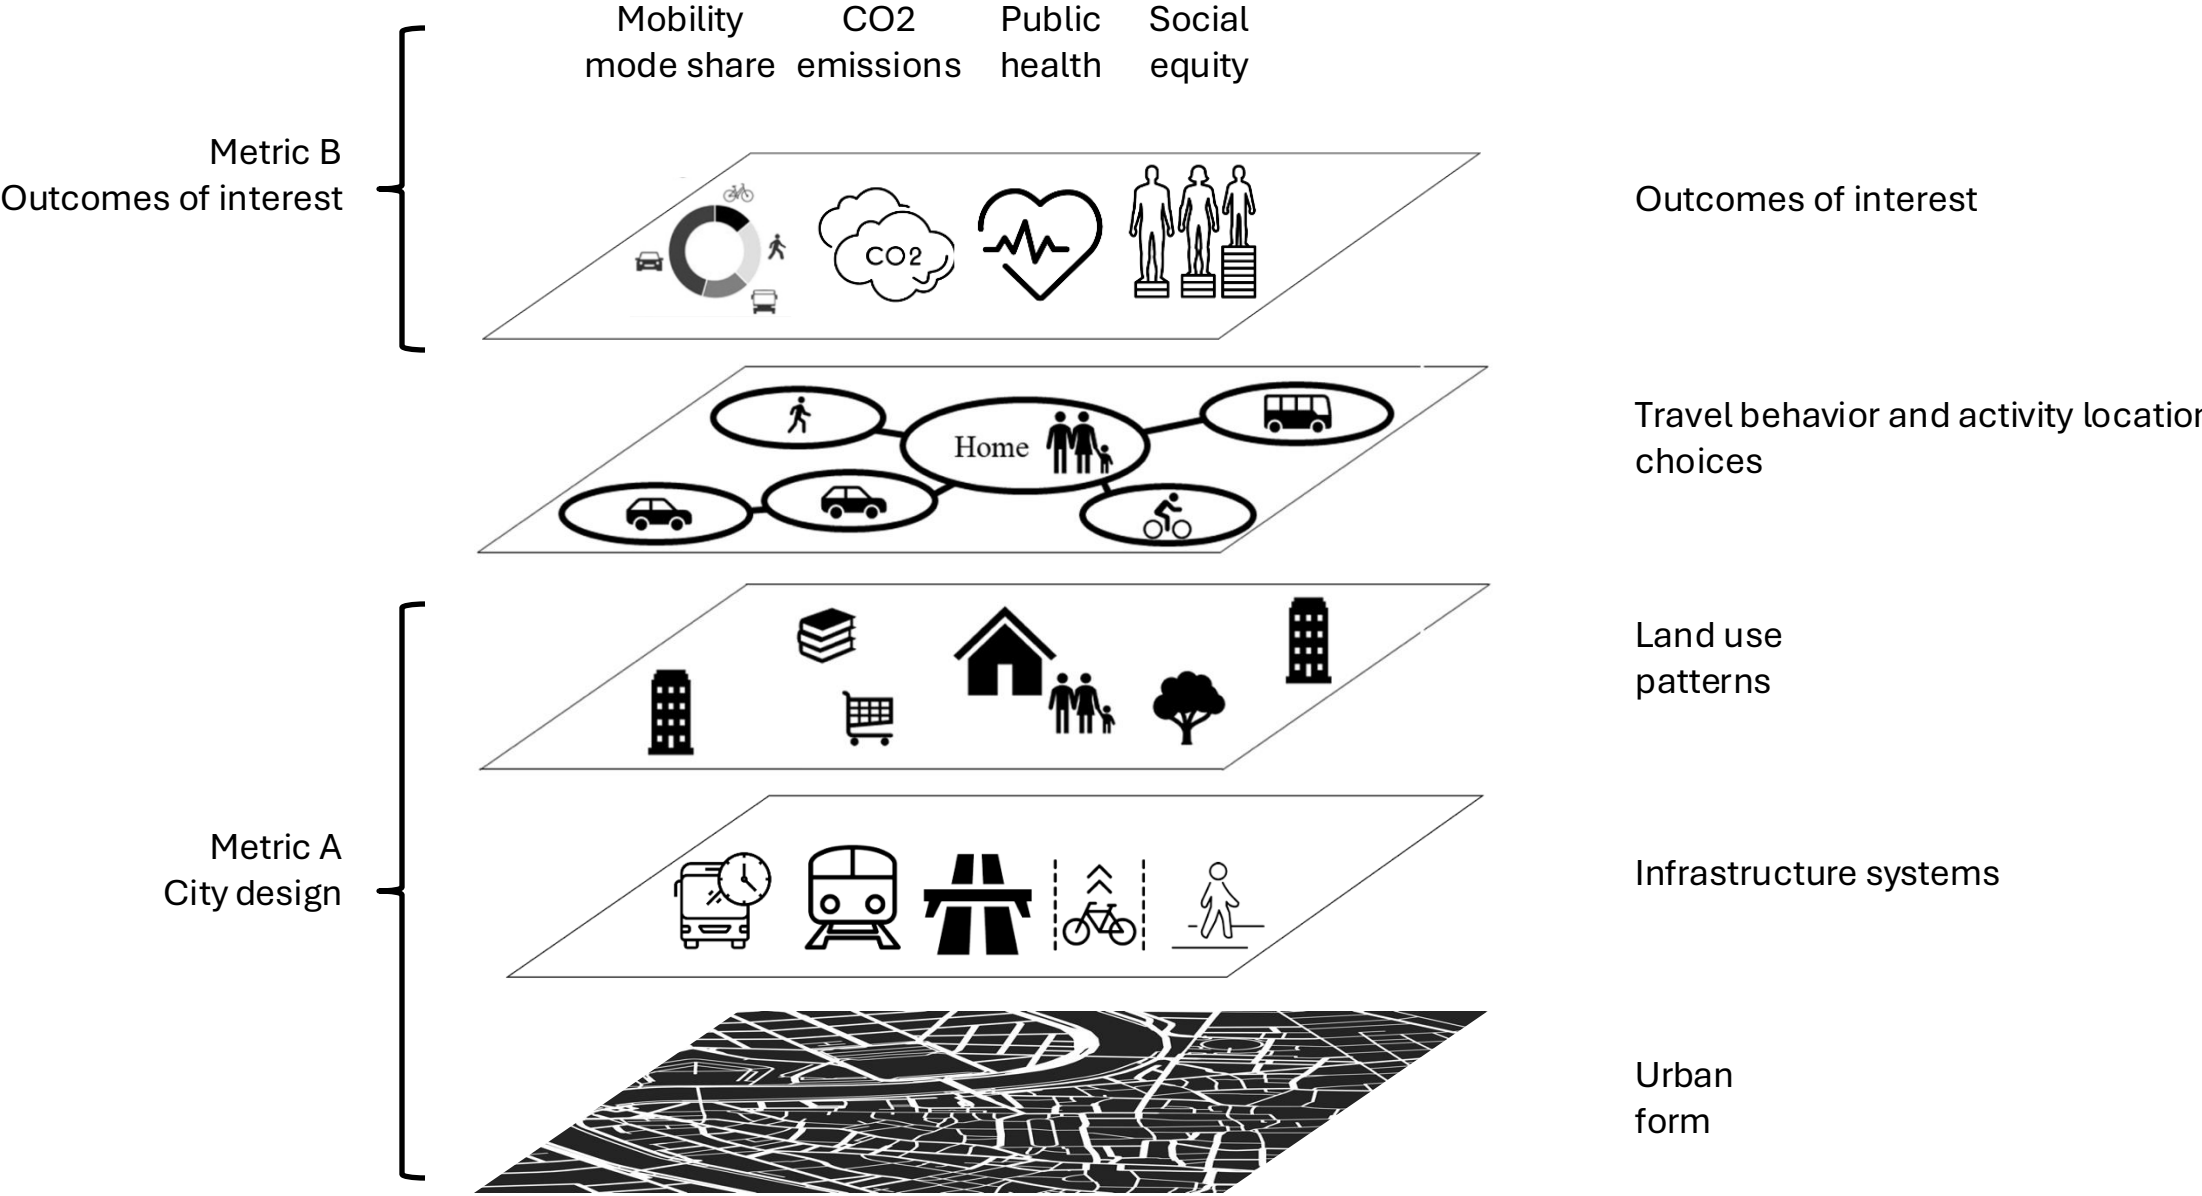 Mobility mode share
CO2 emissions
Public health
Social equity
Metric B
Outcomes of interest
CO2
Outcomes of interest
Home
Travel behavior and activity location
choices
Land use
patterns
Metric A
City design
Infrastructure systems
Urban
form